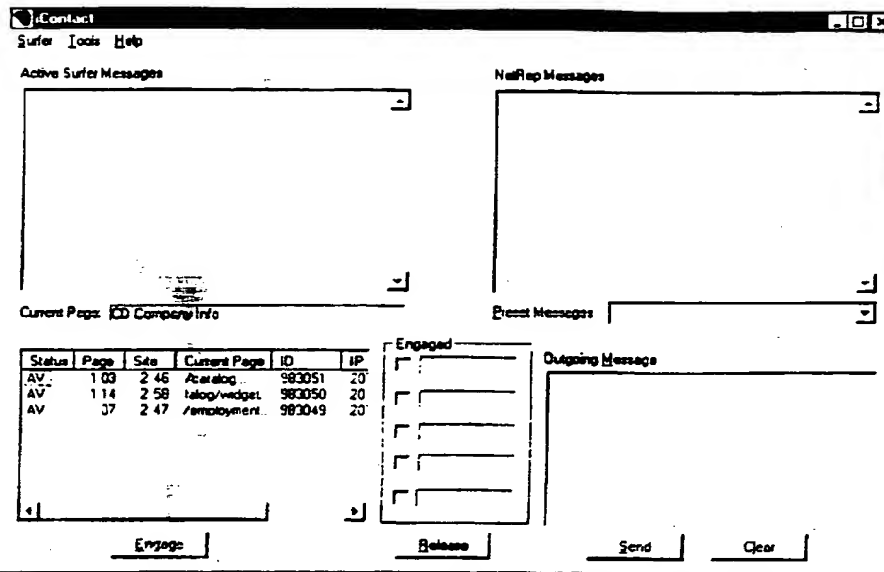 iContact
Surfer Tools Help
Active Surfer Messages
NetRep Messages
Current Page: CD Company Info
Preset Messages
Status Page Site Current Page ID IP
AV 1 03 2 46 /catalog... 983051 20
AV 1 14 2 58 talog/widget. 983050 20
AV 37 2 47 /employment.. 983049 20
Engaged
Outgoing Message
Engage
Release
Send
Clear